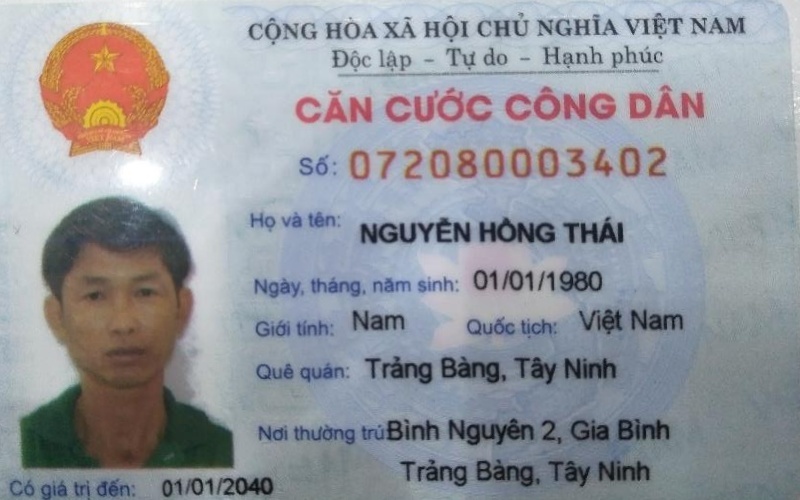 CỘNG HÒA XÃ HỘI CHỦ NGHĨA VIỆT NAM
Độc lập - Tự do - Hạnh phúc
CĂN CƯỚC CÔNG DÂN
Số: 072080003402
Họ và tên: NGUYỄN HỒNG THÁI
Ngày, tháng, năm sinh: 01/01/1980
Giới tính: Nam Quốc tịch: Việt Nam
Quê quán: Trảng Bàng, Tây Ninh
Nơi thường trú: Bình Nguyên 2, Gia Bình
Trảng Bàng, Tây Ninh
Có giá trị đến: 01/01/2040